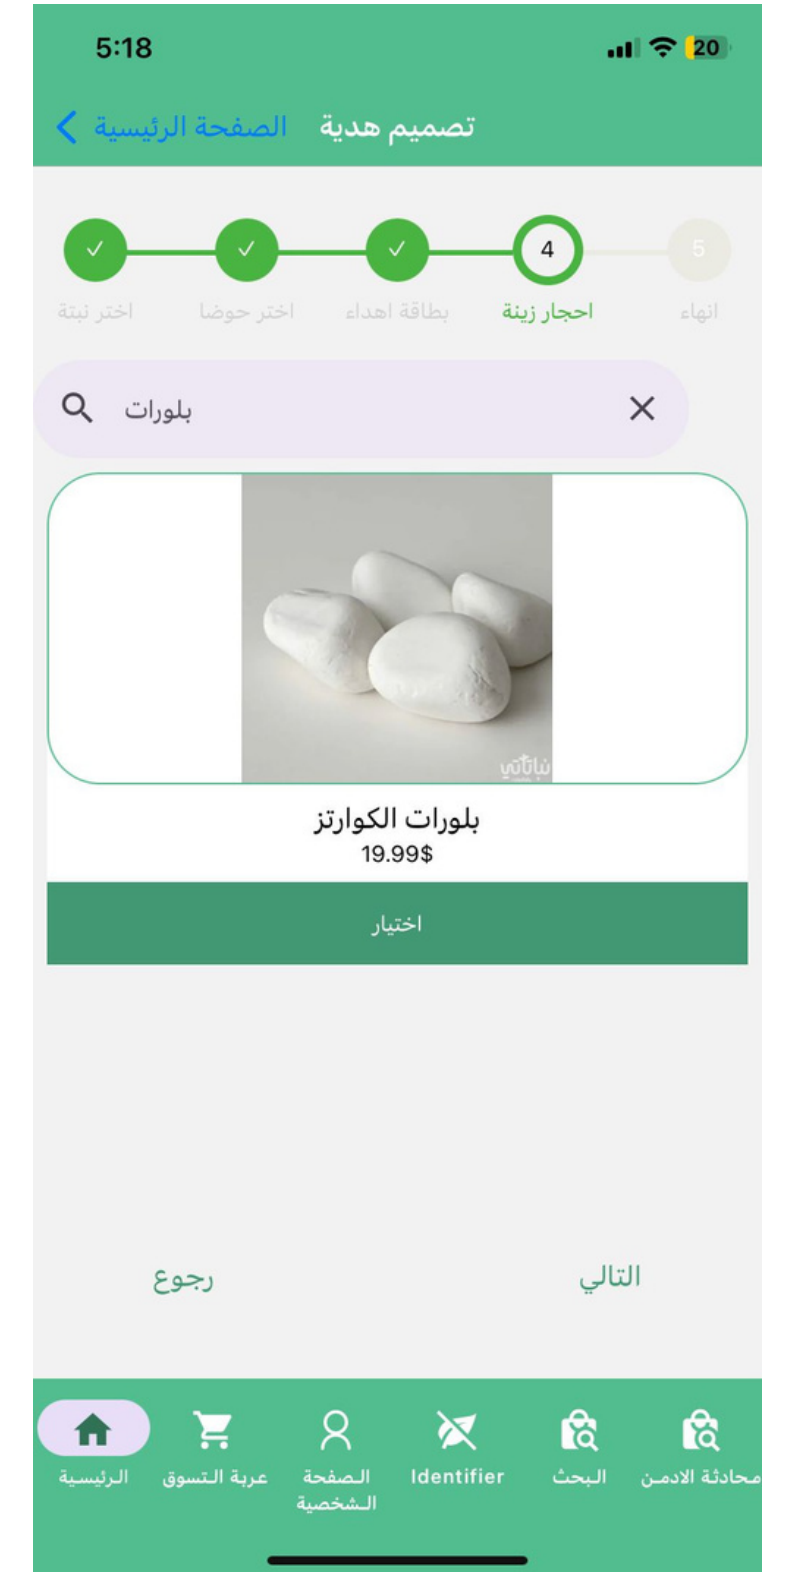 5:18
20
الصفحة الرئيسية
تصميم هدية
4
5
اختر نبتة
اختر حوضا
بطاقة اهداء
احجار زينة
انهاء
بلورات
نباتاتي
بلورات الكوارتز
19.99$
اختيار
رجوع
التالي
الرئيسية
عربة التسوق
الصفحة
الشخصية
Identifier
البحث
محادثة الادمن